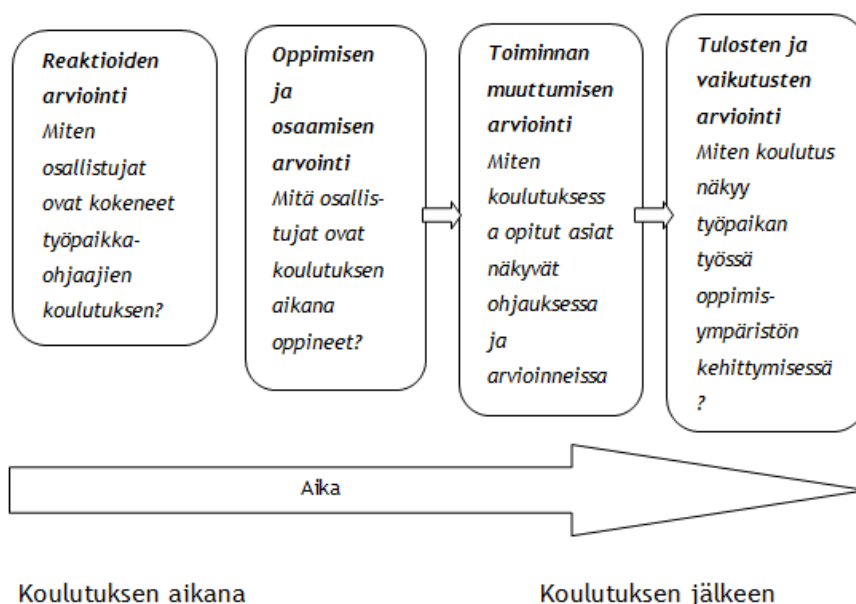 Reaktioiden
arviointi
Miten
osallistujat
ovat kokeneet
työpaikka-
ohjaajien
koulutuksen?
Oppimisen
ja
osaamisen
arvointi
Mitä osallis-
tujat ovat
koulutuksen
aikana
oppineet?
Toiminnan
muuttumisen
arviointi
Miten
koulutuksess
a opitut asiat
näkyvät
ohjauksessa
ja
arvioinneissa
Tulosten ja
vaikutusten
arviointi
Miten koulutus
näkyy
työpaikan
työssä
oppimis-
ympäristön
kehittymisessä
?
Aika
Koulutuksen aikana
Koulutuksen jälkeen